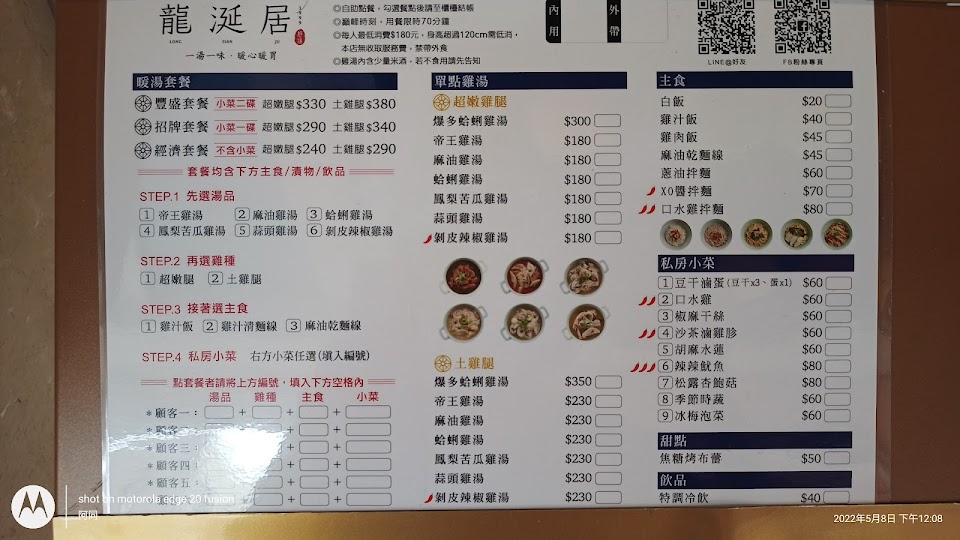 龍涎居
LONG XIAN JU
一湯一味·暖心暖胃
◎自助點餐，勾選餐點後請至櫃檯結帳
◎巔峰時刻，用餐限時70分鐘
◎每人最低消費$180元，身高超過120cm需低消，
本店無收取服務費，禁帶外食
◎雞湯內含少量米酒，若不食用請先告知
內用
外帶
LINE@好友
FB粉絲專頁
暖湯套餐
豐盛套餐 小菜二碟 超嫩腿$330 土雞腿$380
招牌套餐 小菜一碟 超嫩腿$290 土雞腿$340
經濟套餐 不含小菜 超嫩腿$240 土雞腿$290
套餐均含下方主食/漬物/飲品
STEP.1 先選湯品
1 帝王雞湯 2 麻油雞湯 3 蛤蜊雞湯
4 鳳梨苦瓜雞湯 5 蒜頭雞湯 6 剝皮辣椒雞湯
STEP.2 再選雞種
1 超嫩腿 2 土雞腿
STEP.3 接著選主食
1 雞汁飯 2 雞汁清麵線 3 麻油乾麵線
STEP.4 私房小菜 右方小菜任選(填入編號)
點套餐者請將上方編號，填入下方空格內
湯品 雞種 主食 小菜
*顧客一： + + +
*顧客二： + + +
*顧客三： + + +
*顧客四： + + +
*顧客五： + + +
單點雞湯
超嫩雞腿
爆多蛤蜊雞湯 $300
帝王雞湯 $180
麻油雞湯 $180
蛤蜊雞湯 $180
鳳梨苦瓜雞湯 $180
蒜頭雞湯 $180
剝皮辣椒雞湯 $180
土雞腿
爆多蛤蜊雞湯 $350
帝王雞湯 $230
麻油雞湯 $230
蛤蜊雞湯 $230
鳳梨苦瓜雞湯 $230
蒜頭雞湯 $230
剝皮辣椒雞湯 $230
主食
白飯 $20
雞汁飯 $40
雞肉飯 $45
麻油乾麵線 $45
蔥油拌麵 $60
XO醬拌麵 $70
口水雞拌麵 $80
私房小菜
1 豆干滷蛋(豆干x3、蛋x1) $60
2 口水雞 $60
3 椒麻干絲 $60
4 沙茶滷雞胗 $60
5 胡麻水蓮 $60
6 辣辣魷魚 $80
7 松露杏鮑菇 $80
8 季節時蔬 $60
9 冰梅泡菜 $60
甜點
焦糖烤布蕾 $50
飲品
特調冷飲 $40
shot on motorola edge 20 fusion
阿同
2022年5月8日 下午12:08